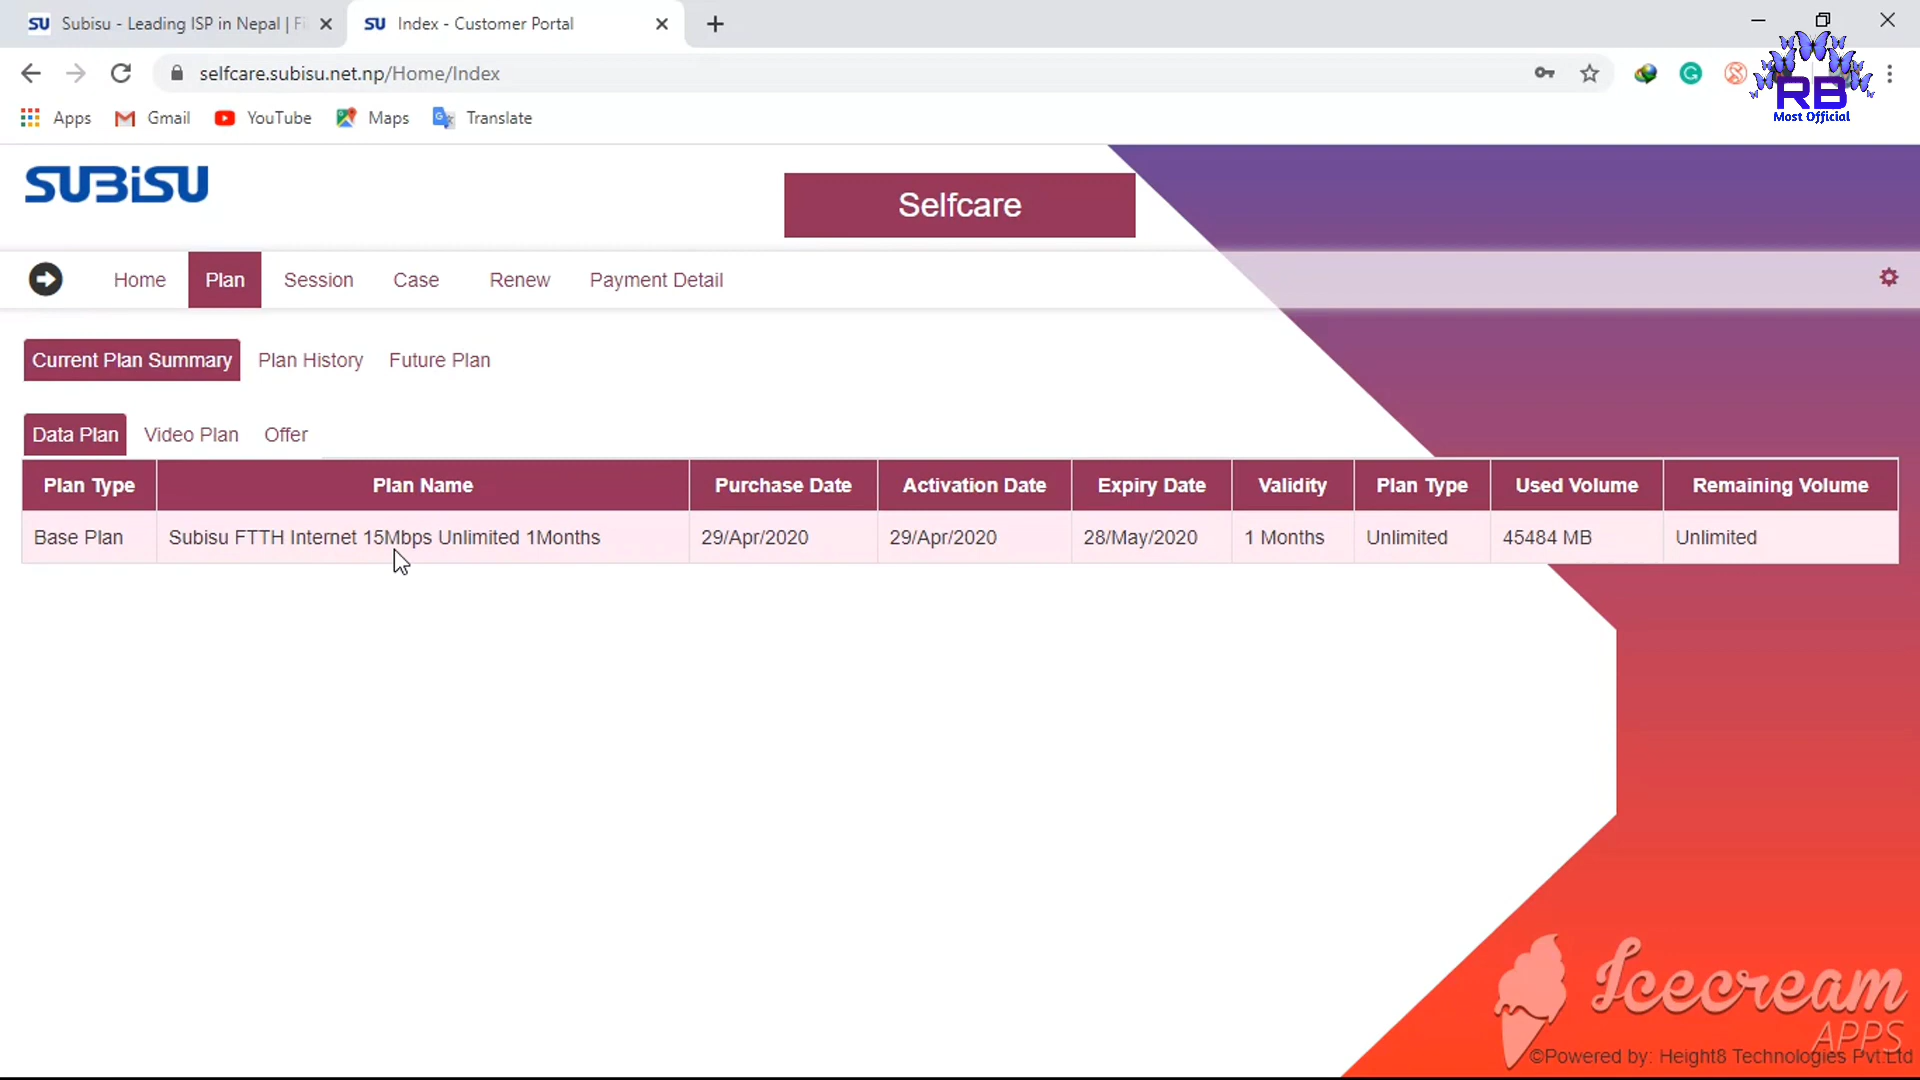 Subisu - Leading ISP in Nepal | Fi
Index - Customer Portal
selfcare.subisu.net.np/Home/Index
Apps Gmail YouTube Maps Translate
RB
Most Official
SUBiSU
Selfcare
Home Plan Session Case Renew Payment Detail
Current Plan Summary Plan History Future Plan
Data Plan Video Plan Offer
Plan Type Plan Name Purchase Date Activation Date Expiry Date Validity Plan Type Used Volume Remaining Volume
Base Plan Subisu FTTH Internet 15Mbps Unlimited 1Months 29/Apr/2020 29/Apr/2020 28/May/2020 1 Months Unlimited 45484 MB Unlimited
Icecream
APPS
©Powered by: Height8 Technologies Pvt.Ltd